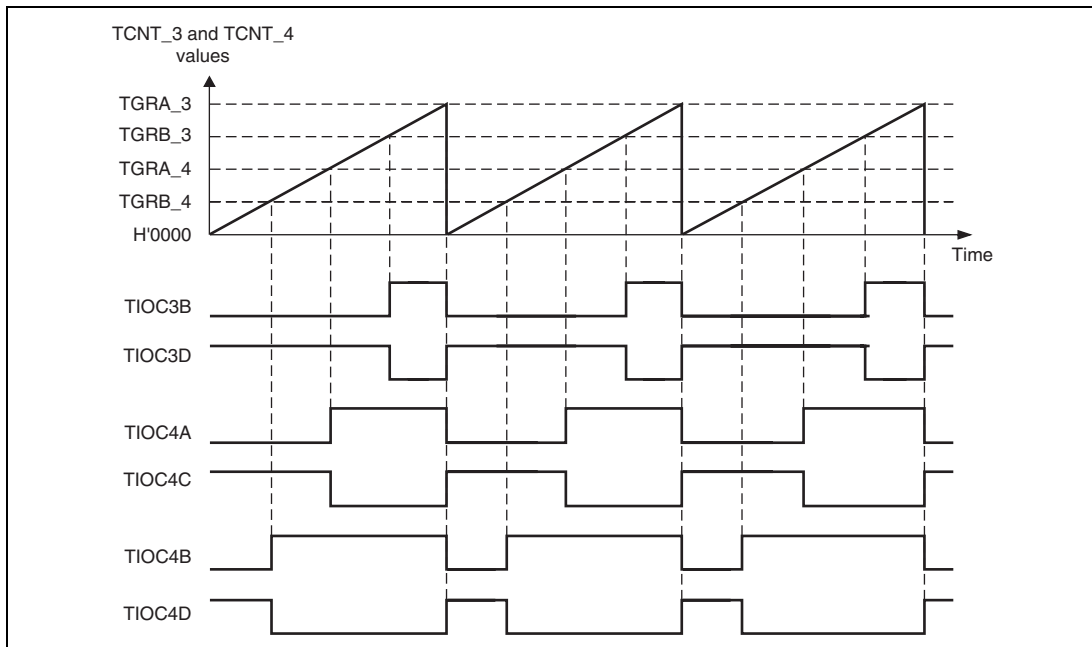 TCNT_3 and TCNT_4
values
TGRA_3
TGRB_3
TGRA_4
TGRB_4
H'0000
Time
TIOC3B
TIOC3D
TIOC4A
TIOC4C
TIOC4B
TIOC4D